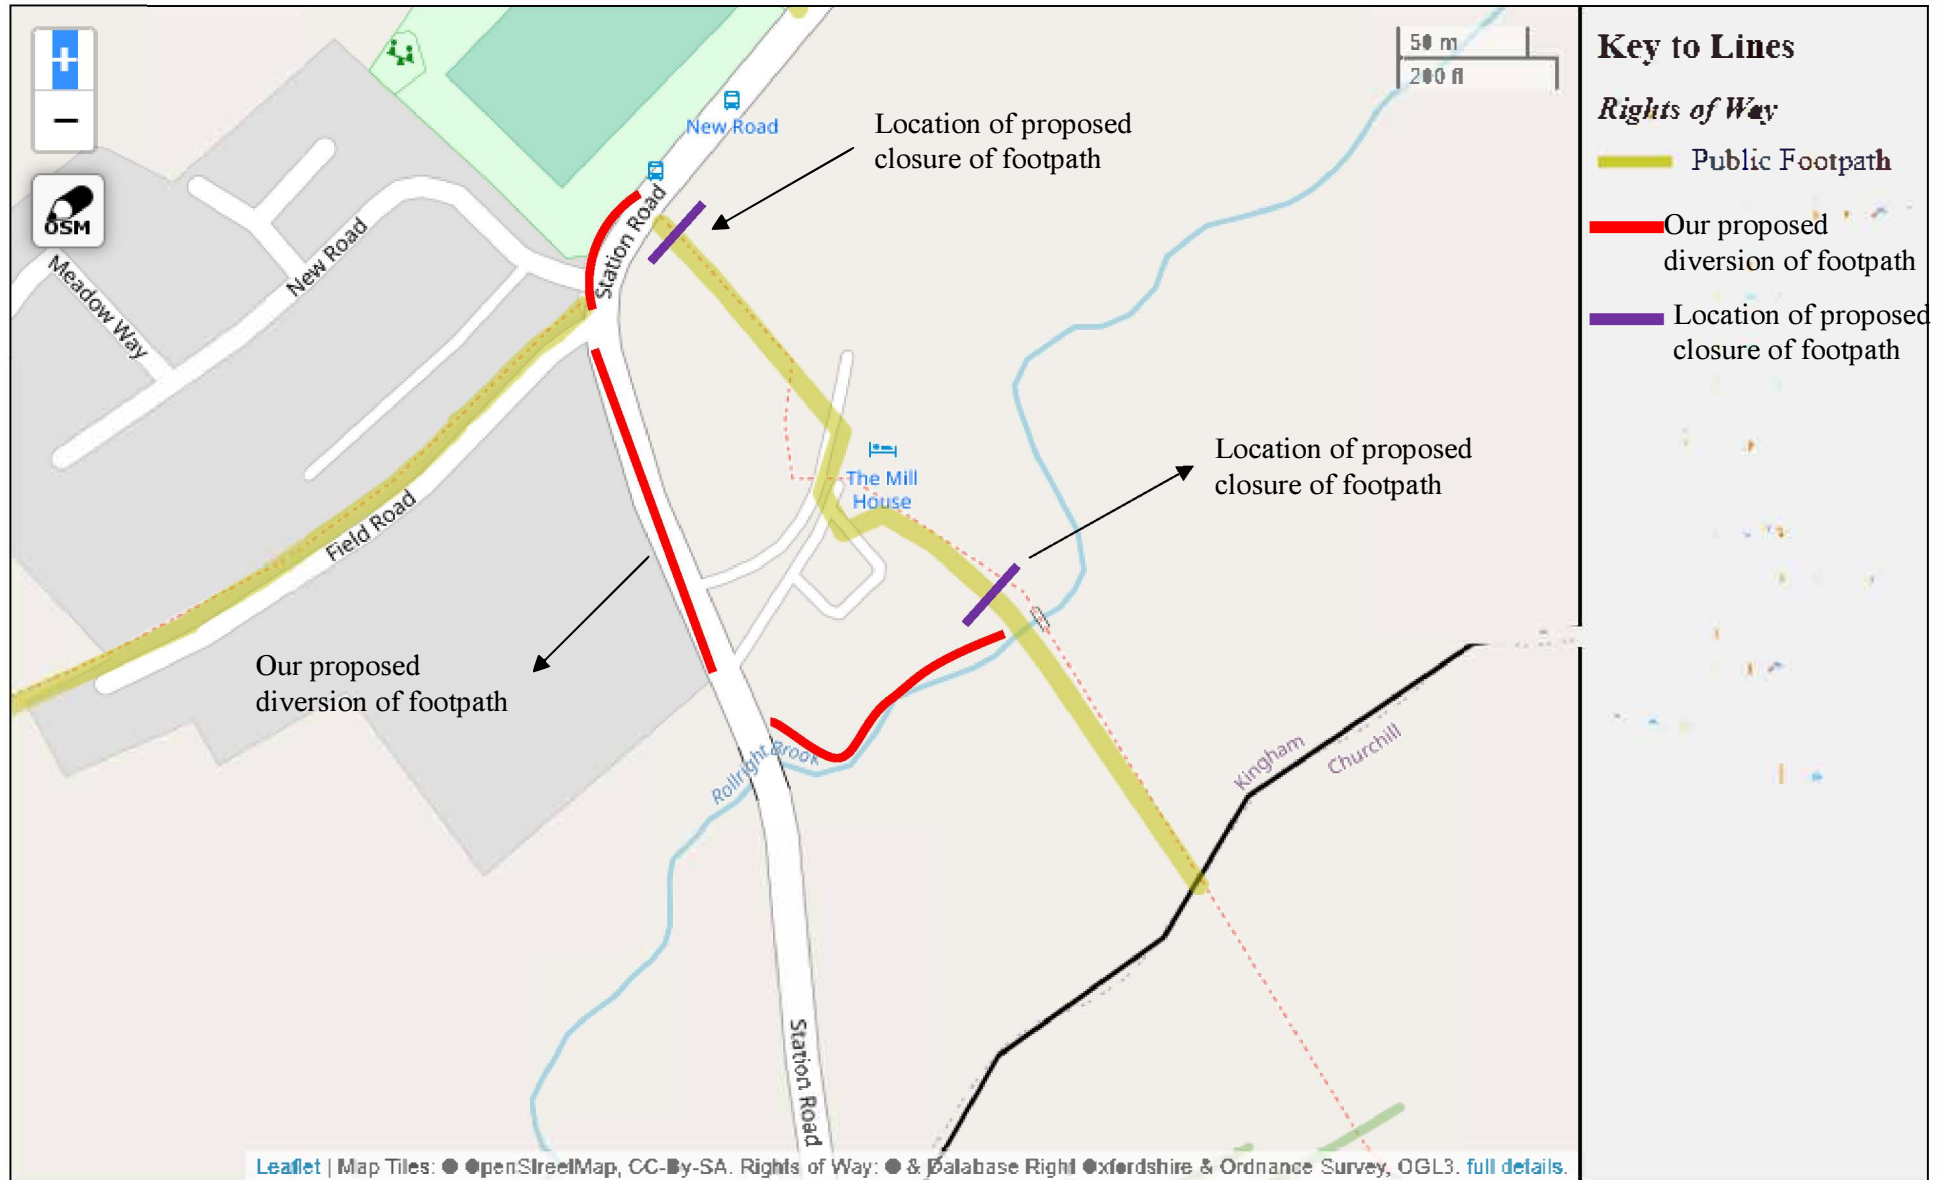 +
50 m
200 ft
−
OSM
New Road
Location of proposed
closure of footpath
Station Road
New Road
Meadow Way
Location of proposed
closure of footpath
The Mill
House
Field Road
Our proposed
diversion of footpath
Rollright Brook
Kingham
Churchill
Station Road
Leaflet | Map Tiles: © OpenStreetMap, CC-By-SA. Rights of Way: © & Database Right Oxfordshire & Ordnance Survey, OGL3. full details.
Key to Lines
Rights of Way
Public Footpath
Our proposed
diversion of footpath
Location of proposed
closure of footpath